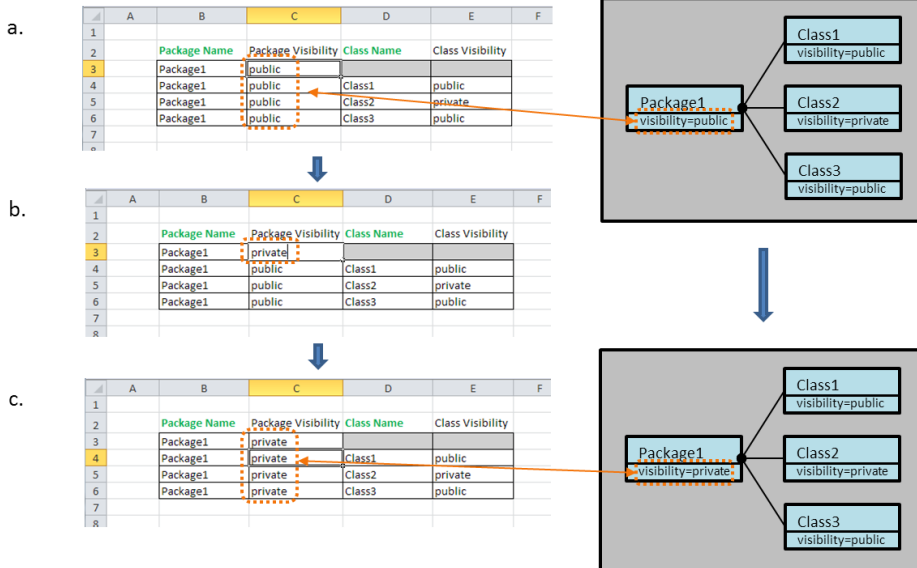 a.
A B C D E F
1
2 Package Name Package Visibility Class Name Class Visibility
3 Package1 public
4 Package1 public Class1 public
5 Package1 public Class2 private
6 Package1 public Class3 public
7
8
Class1
visibility=public
Package1
visibility=public
Class2
visibility=private
Class3
visibility=public
b.
A B C D E F
1
2 Package Name Package Visibility Class Name Class Visibility
3 Package1 private
4 Package1 public Class1 public
5 Package1 public Class2 private
6 Package1 public Class3 public
7
8
c.
A B C D E F
1
2 Package Name Package Visibility Class Name Class Visibility
3 Package1 private
4 Package1 private Class1 public
5 Package1 private Class2 private
6 Package1 private Class3 public
7
8
Class1
visibility=public
Package1
visibility=private
Class2
visibility=private
Class3
visibility=public